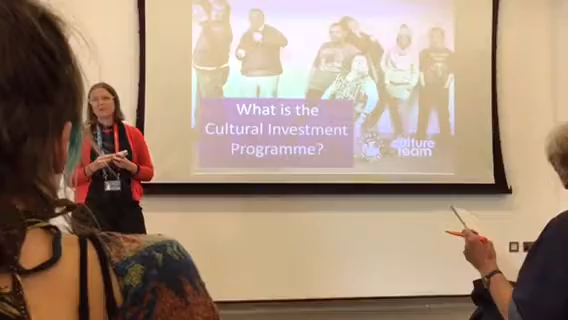 What is the
Cultural Investment
Programme?
culture
team